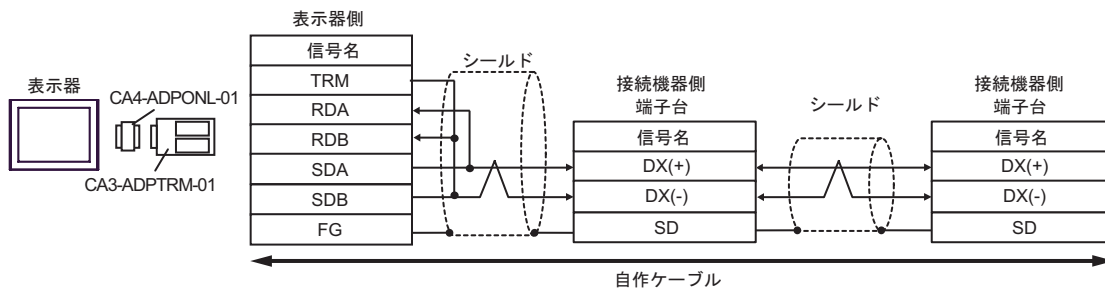 表示器
CA4-ADPONL-01
CA3-ADPTRM-01
表示器側
信号名
TRM
RDA
RDB
SDA
SDB
FG
シールド
接続機器側
端子台
信号名
DX(+)
DX(-)
SD
シールド
接続機器側
端子台
信号名
DX(+)
DX(-)
SD
自作ケーブル